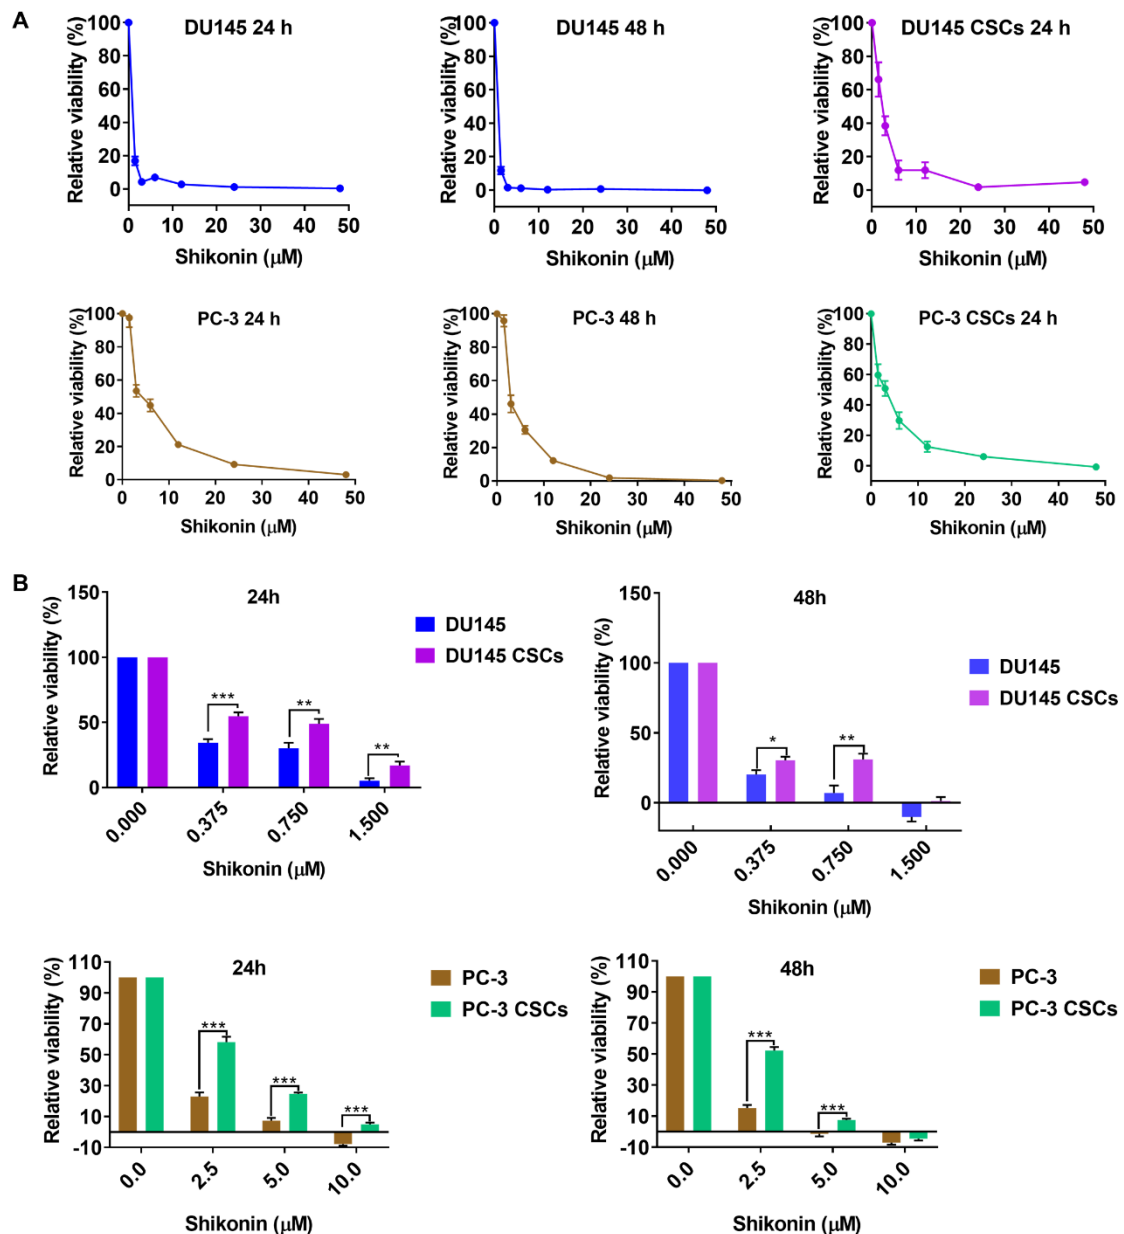 A
DU145 24 h
Relative viability (%)
100
80
60
40
20
0
0 10 20 30 40 50
Shikonin (μM)
DU145 48 h
Relative viability (%)
100
80
60
40
20
0
0 10 20 30 40 50
Shikonin (μM)
DU145 CSCs 24 h
Relative viability (%)
100
80
60
40
20
0
0 10 20 30 40 50
Shikonin (μM)
PC-3 24 h
Relative viability (%)
100
80
60
40
20
0
0 10 20 30 40 50
Shikonin (μM)
PC-3 48 h
Relative viability (%)
100
80
60
40
20
0
0 10 20 30 40 50
Shikonin (μM)
PC-3 CSCs 24 h
Relative viability (%)
100
80
60
40
20
0
0 10 20 30 40 50
Shikonin (μM)
B
24h
Relative viability (%)
150
100
50
0
*** ** **
0.000 0.375 0.750 1.500
Shikonin (μM)
DU145
DU145 CSCs
48h
Relative viability (%)
150
100
50
0
* **
0.000 0.375 0.750 1.500
Shikonin (μM)
DU145
DU145 CSCs
24h
Relative viability (%)
110
90
70
50
30
10
-10
*** *** ***
0.0 2.5 5.0 10.0
Shikonin (μM)
PC-3
PC-3 CSCs
48h
Relative viability (%)
110
90
70
50
30
10
-10
*** ***
0.0 2.5 5.0 10.0
Shikonin (μM)
PC-3
PC-3 CSCs